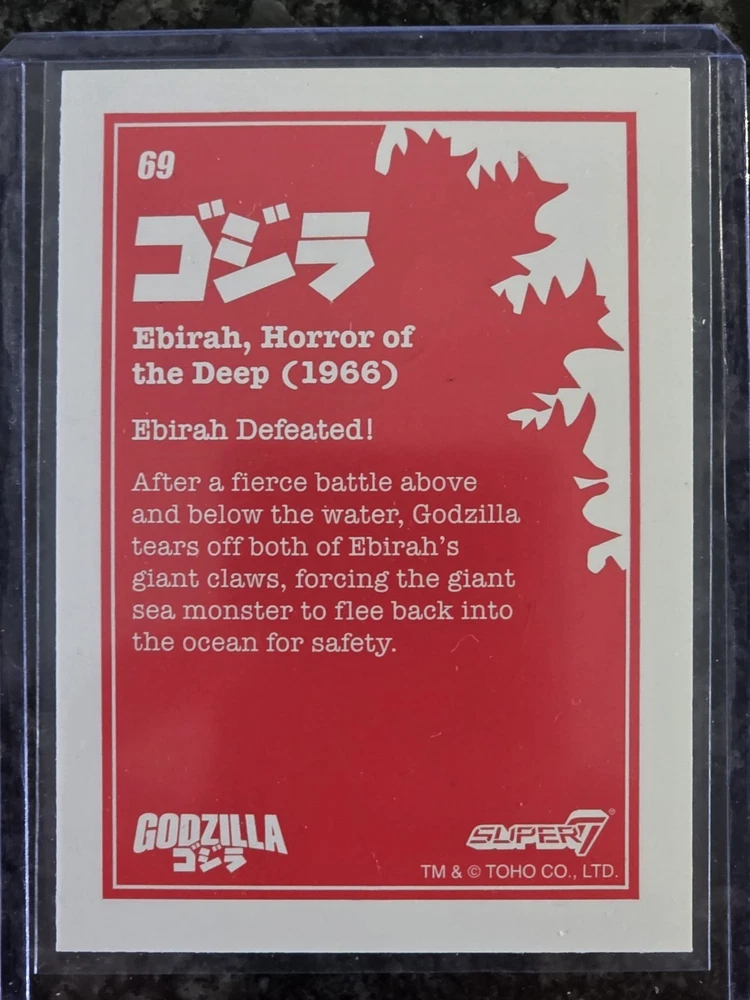 69
ゴジラ
Ebirah, Horror of
the Deep (1966)
Ebirah Defeated!
After a fierce battle above
and below the water, Godzilla
tears off both of Ebirah's
giant claws, forcing the giant
sea monster to flee back into
the ocean for safety.
GODZILLA
ゴジラ
SUPER7®
TM & © TOHO CO., LTD.